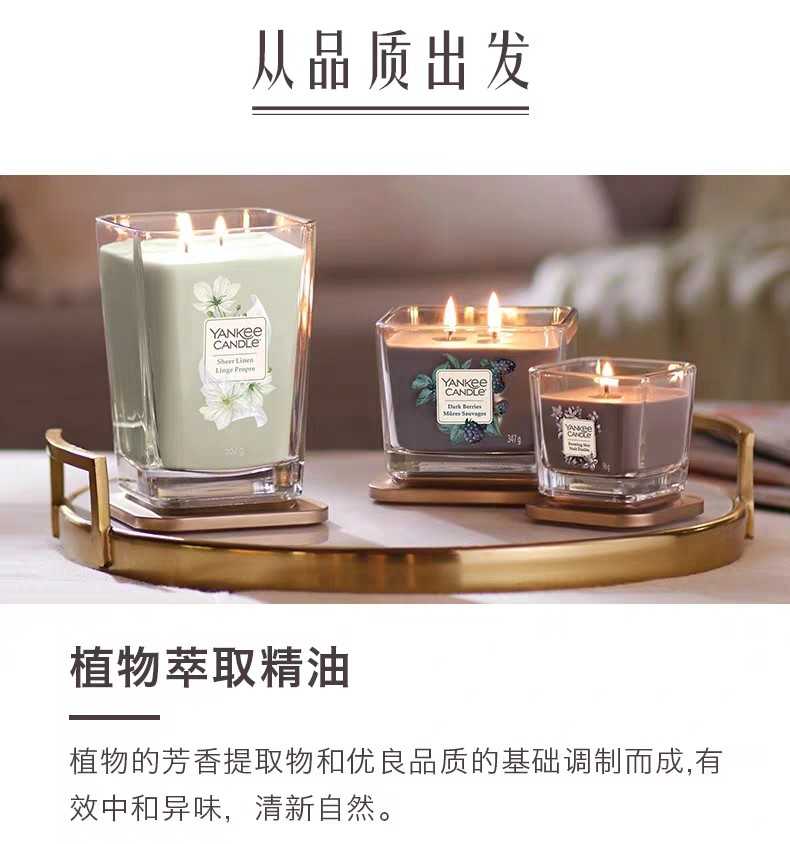 从品质出发
YANKEE
CANDLE
Sheer Linen
Linge Propre
YANKEE
CANDLE
Dark Berries
Mûres Sauvages
347 g
YANKEE
CANDLE
植物萃取精油
植物的芳香提取物和优良品质的基础调制而成,有
效中和异味，清新自然。